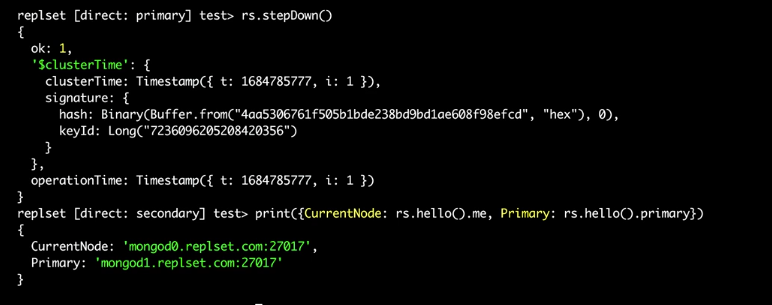 replset [direct: primary] test> rs.stepDown()
{
  ok: 1,
  '$clusterTime': {
    clusterTime: Timestamp({ t: 1684785777, i: 1 }),
    signature: {
      hash: Binary(Buffer.from("4aa5306761f505b1bde238bd9bd1ae608f98efcd", "hex"), 0),
      keyId: Long("7236096205208420356")
    }
  },
  operationTime: Timestamp({ t: 1684785777, i: 1 })
}
replset [direct: secondary] test> print({CurrentNode: rs.hello().me, Primary: rs.hello().primary})
{
  CurrentNode: 'mongod0.replset.com:27017',
  Primary: 'mongod1.replset.com:27017'
}